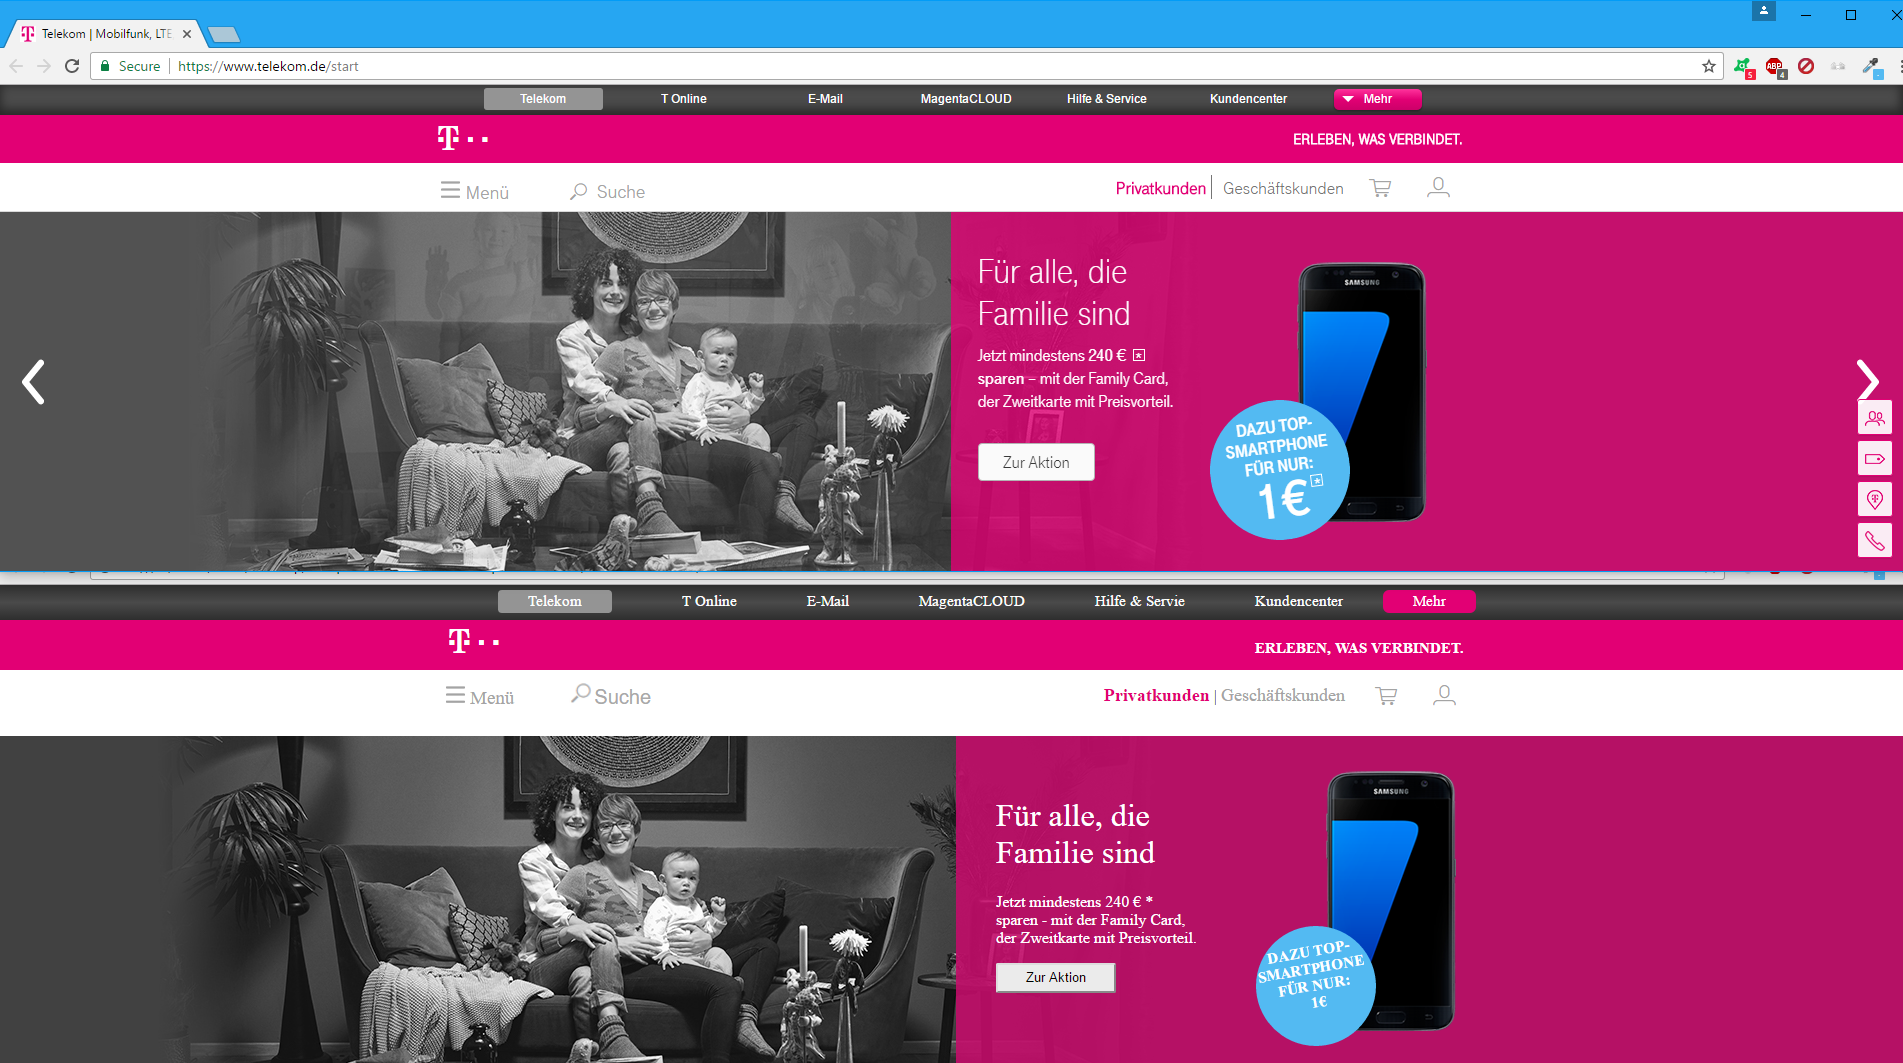 Telekom | Mobilfunk, LTE
Secure https://www.telekom.de/start
5 ABP 4
Telekom T Online E-Mail MagentaCLOUD Hilfe & Service Kundencenter Mehr
T
ERLEBEN, WAS VERBINDET.
Menü Suche Privatkunden Geschäftskunden
Für alle, die
Familie sind
Jetzt mindestens 240 € *
sparen – mit der Family Card,
der Zweitkarte mit Preisvorteil.
Zur Aktion
SAMSUNG
DAZU TOP-
SMARTPHONE
FÜR NUR:
1€*
Telekom T Online E-Mail MagentaCLOUD Hilfe & Servie Kundencenter Mehr
T
ERLEBEN, WAS VERBINDET.
Menü Suche Privatkunden | Geschäftskunden
Für alle, die
Familie sind
Jetzt mindestens 240 € *
sparen - mit der Family Card,
der Zweitkarte mit Preisvorteil.
Zur Aktion
SAMSUNG
DAZU TOP-
SMARTPHONE
FÜR NUR:
1€